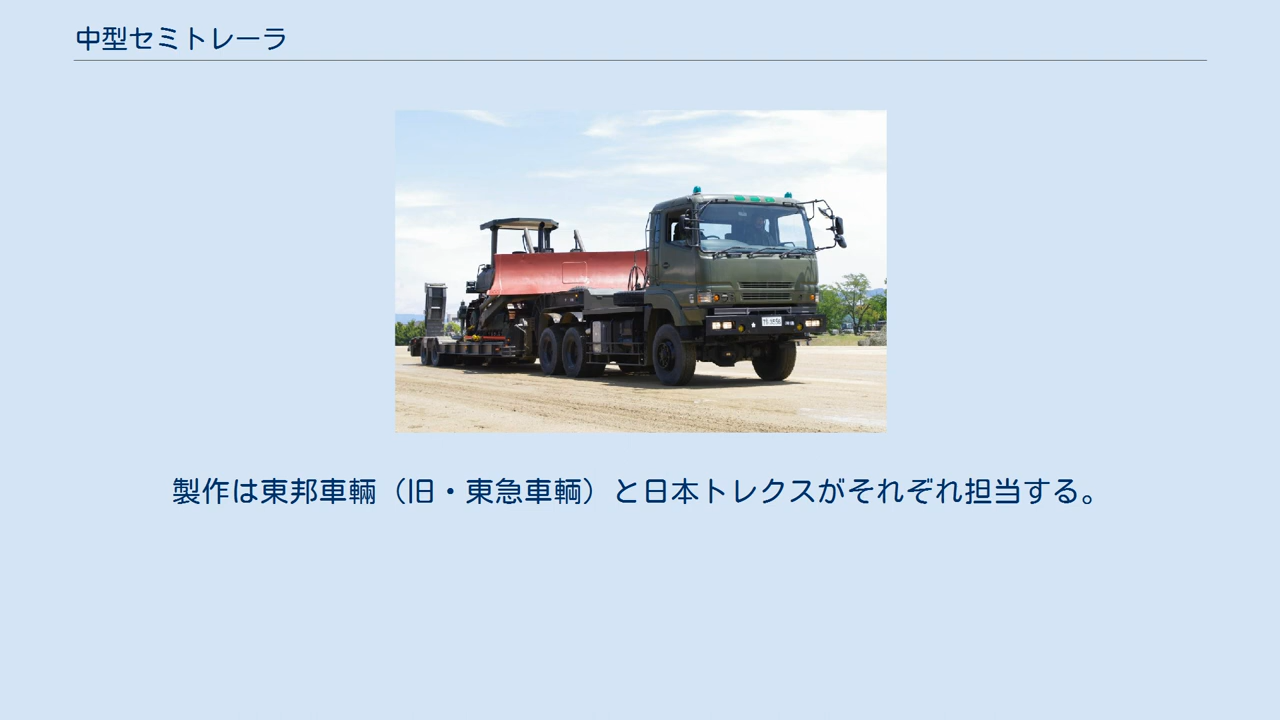 中型セミトレーラ
製作は東邦車輛（旧・東急車輌）と日本トレクスがそれぞれ担当する。